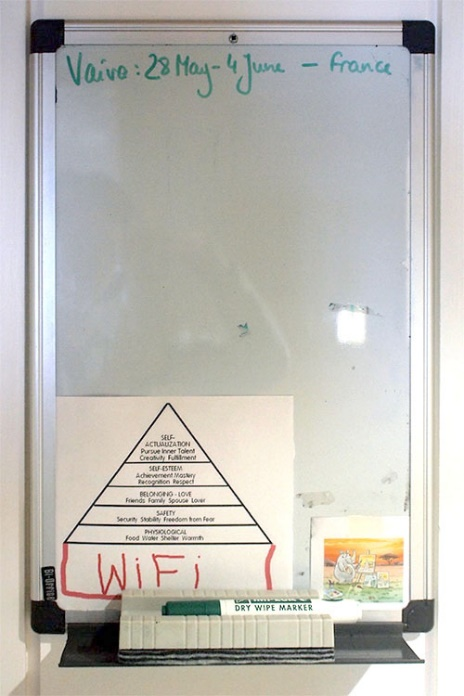 Vaiva: 28 May - 4 June - France
SELF-
ACTUALIZATION
Pursue Inner Talent
Creativity Fulfillment
SELF-ESTEEM
Achievement Mastery
Recognition Respect
BELONGING - LOVE
Friends Family Spouse Lover
SAFETY
Security Stability Freedom from Fear
PHYSIOLOGICAL
Food Water Shelter Warmth
WiFi
DRY WIPE MARKER